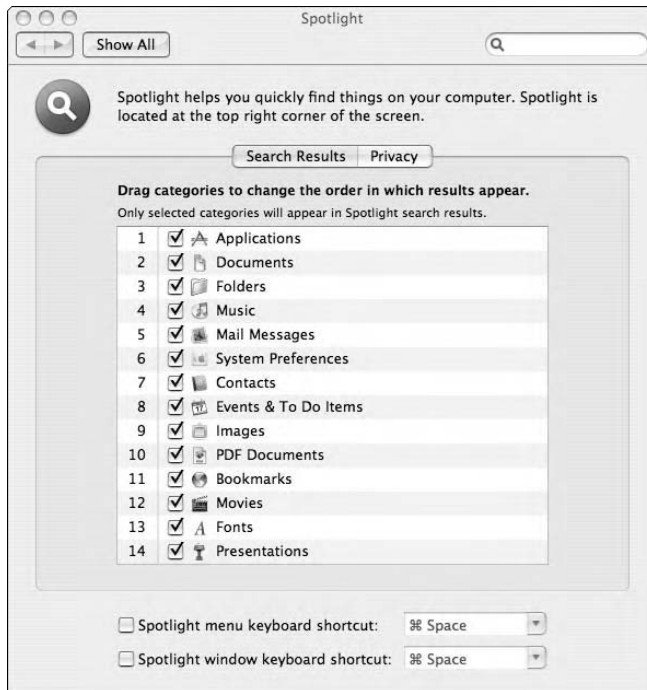 Spotlight
Show All
Spotlight helps you quickly find things on your computer. Spotlight is
located at the top right corner of the screen.
Search Results Privacy
Drag categories to change the order in which results appear.
Only selected categories will appear in Spotlight search results.
1 Applications
2 Documents
3 Folders
4 Music
5 Mail Messages
6 System Preferences
7 Contacts
8 Events & To Do Items
9 Images
10 PDF Documents
11 Bookmarks
12 Movies
13 Fonts
14 Presentations
Spotlight menu keyboard shortcut: ⌘ Space
Spotlight window keyboard shortcut: ⌘ Space